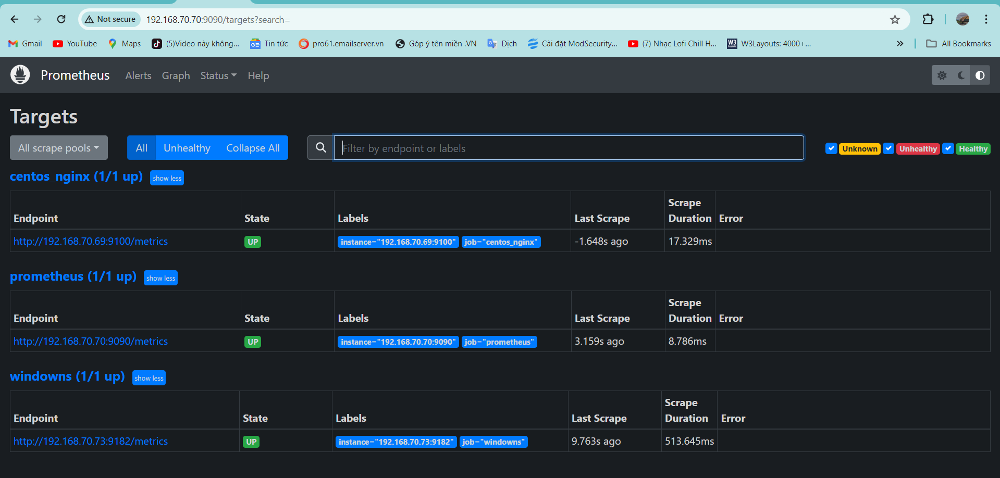 Not secure 192.168.70.70:9090/targets?search=
Gmail YouTube Maps (5)Video này không... Tin tức pro61.emailserver.vn Góp ý tên miền .VN Dịch Cài đặt ModSecurity... (7) Nhạc Lofi Chill H... W3Layouts: 4000+... » All Bookmarks
Prometheus Alerts Graph Status Help
Targets
All scrape pools All Unhealthy Collapse All Filter by endpoint or labels Unknown Unhealthy Healthy
centos_nginx (1/1 up) show less
Endpoint State Labels Last Scrape Scrape Duration Error
http://192.168.70.69:9100/metrics UP instance="192.168.70.69:9100" job="centos_nginx" -1.648s ago 17.329ms
prometheus (1/1 up) show less
Endpoint State Labels Last Scrape Scrape Duration Error
http://192.168.70.70:9090/metrics UP instance="192.168.70.70:9090" job="prometheus" 3.159s ago 8.786ms
windowns (1/1 up) show less
Endpoint State Labels Last Scrape Scrape Duration Error
http://192.168.70.73:9182/metrics UP instance="192.168.70.73:9182" job="windowns" 9.763s ago 513.645ms